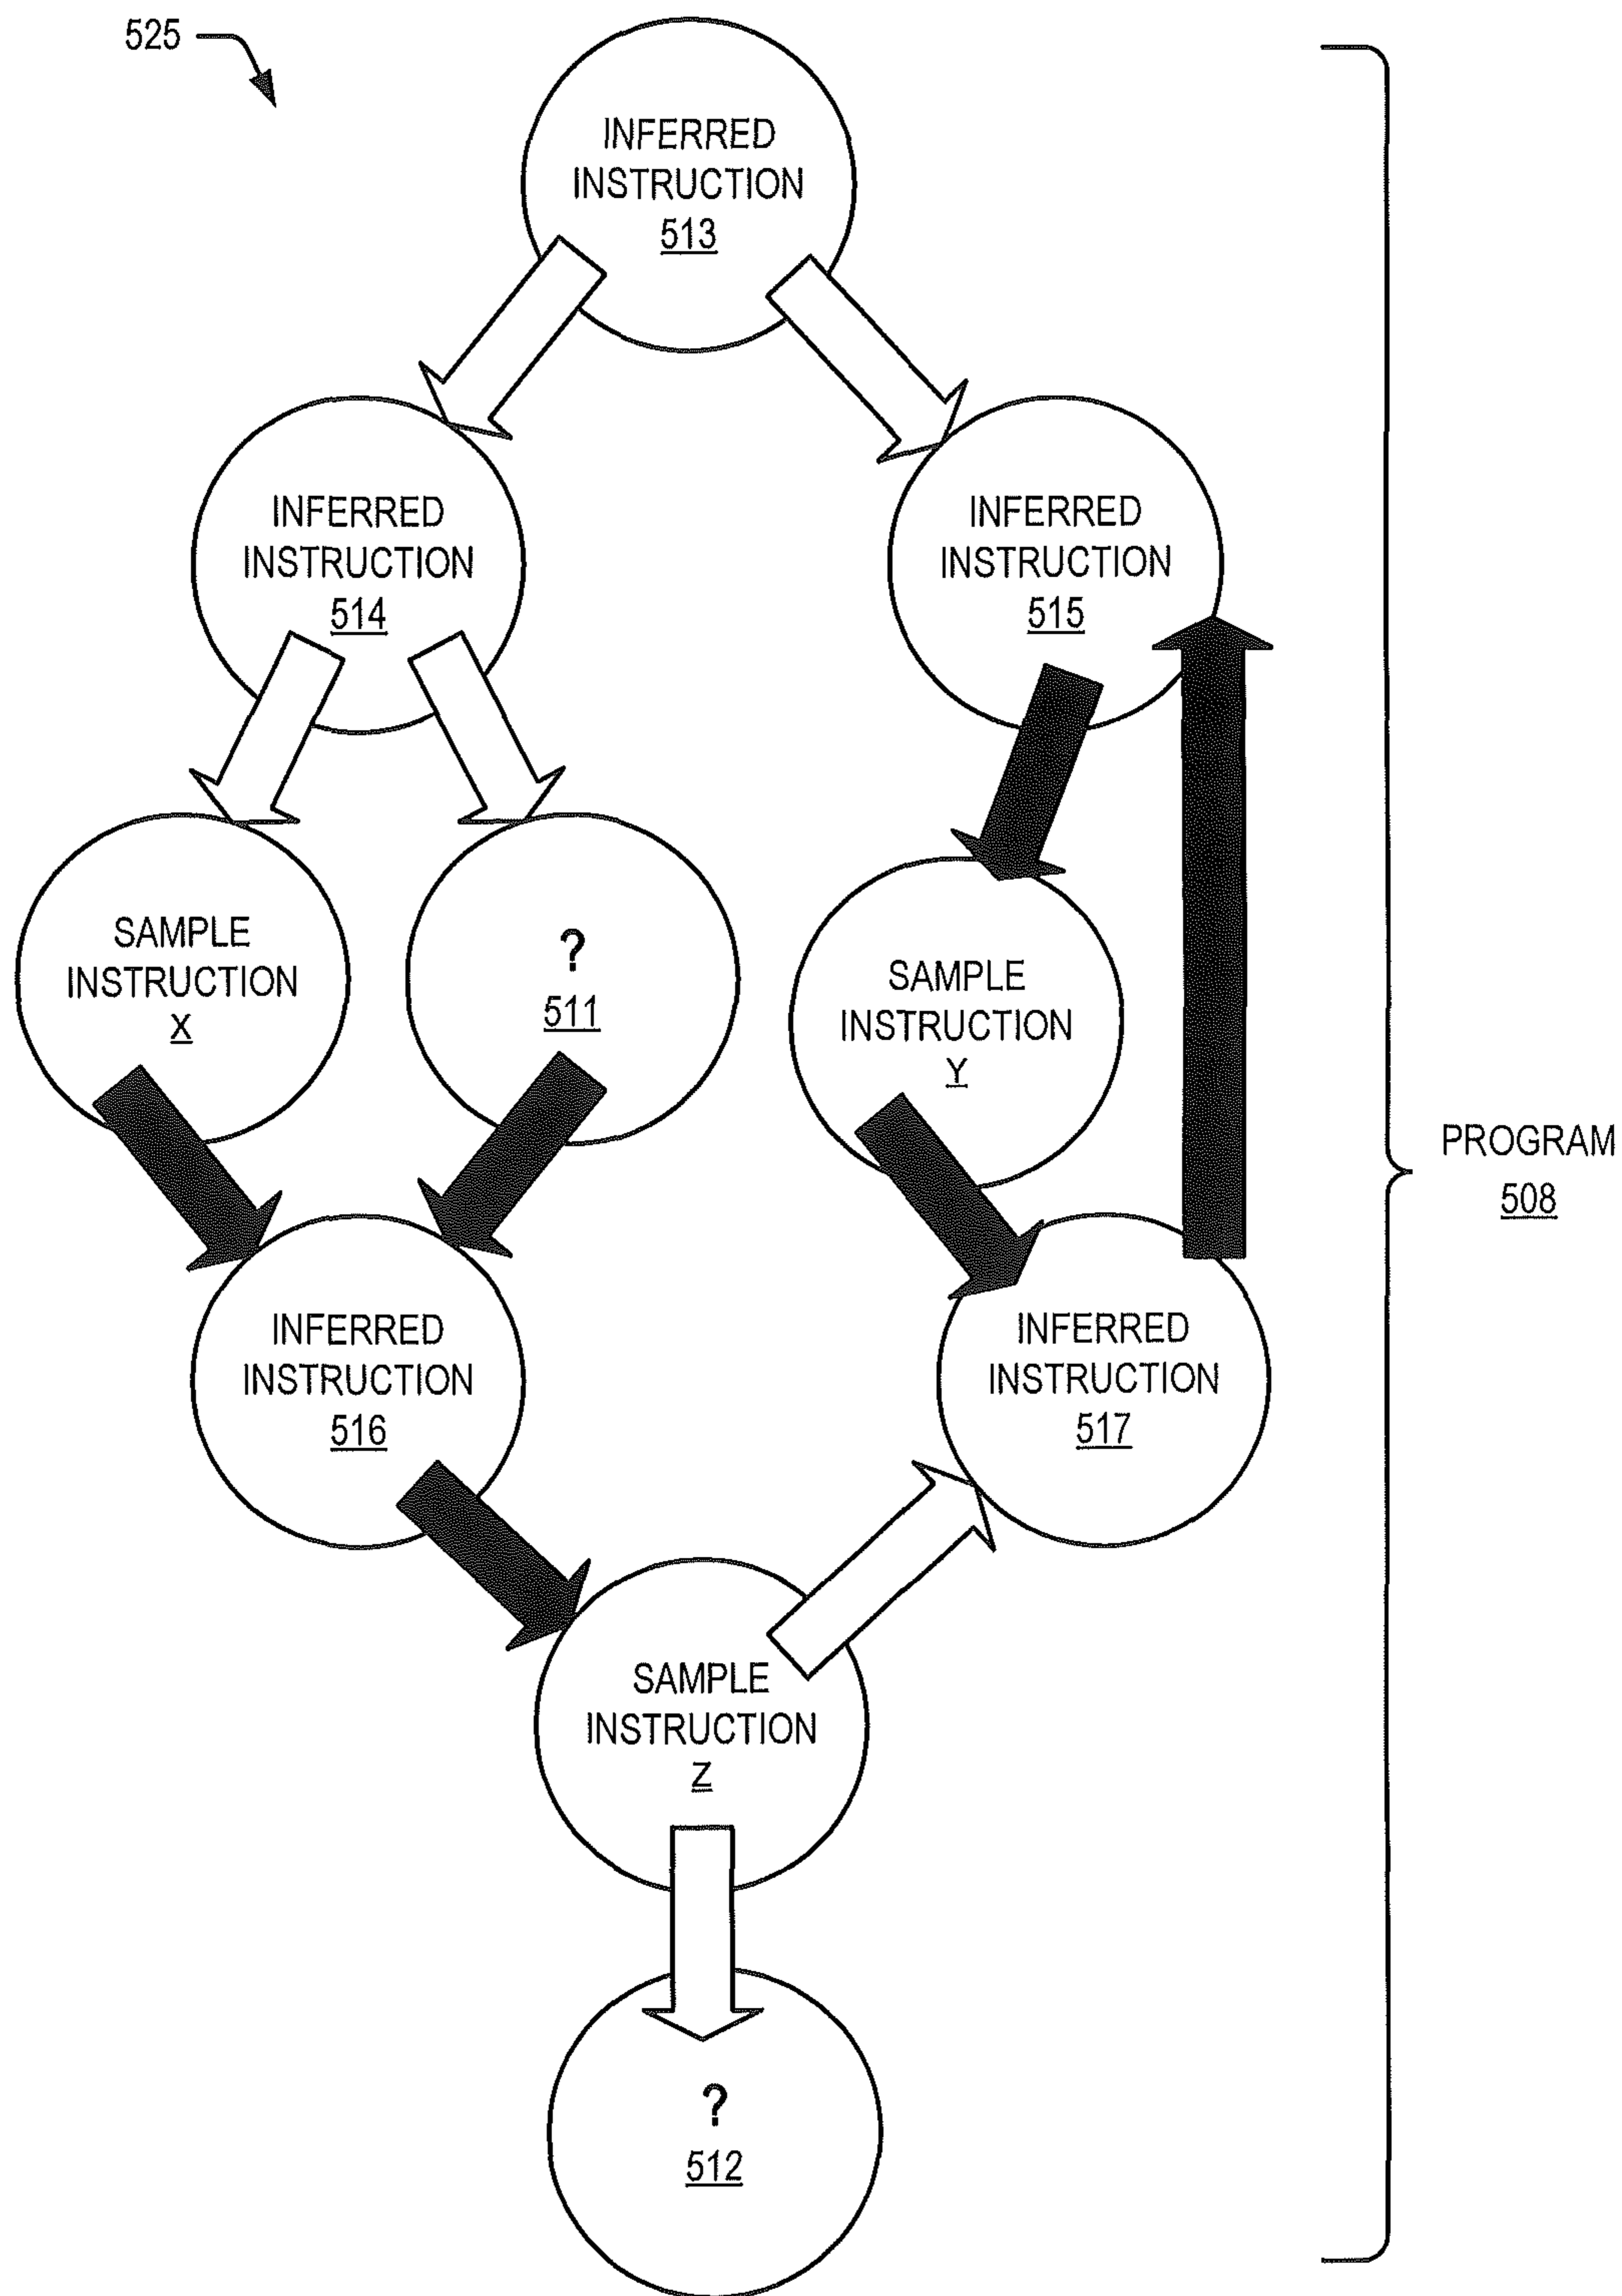 525
INFERRED
INSTRUCTION
513
INFERRED
INSTRUCTION
514
INFERRED
INSTRUCTION
515
SAMPLE
INSTRUCTION
X
?
511
SAMPLE
INSTRUCTION
Y
PROGRAM
508
INFERRED
INSTRUCTION
516
INFERRED
INSTRUCTION
517
SAMPLE
INSTRUCTION
Z
?
512